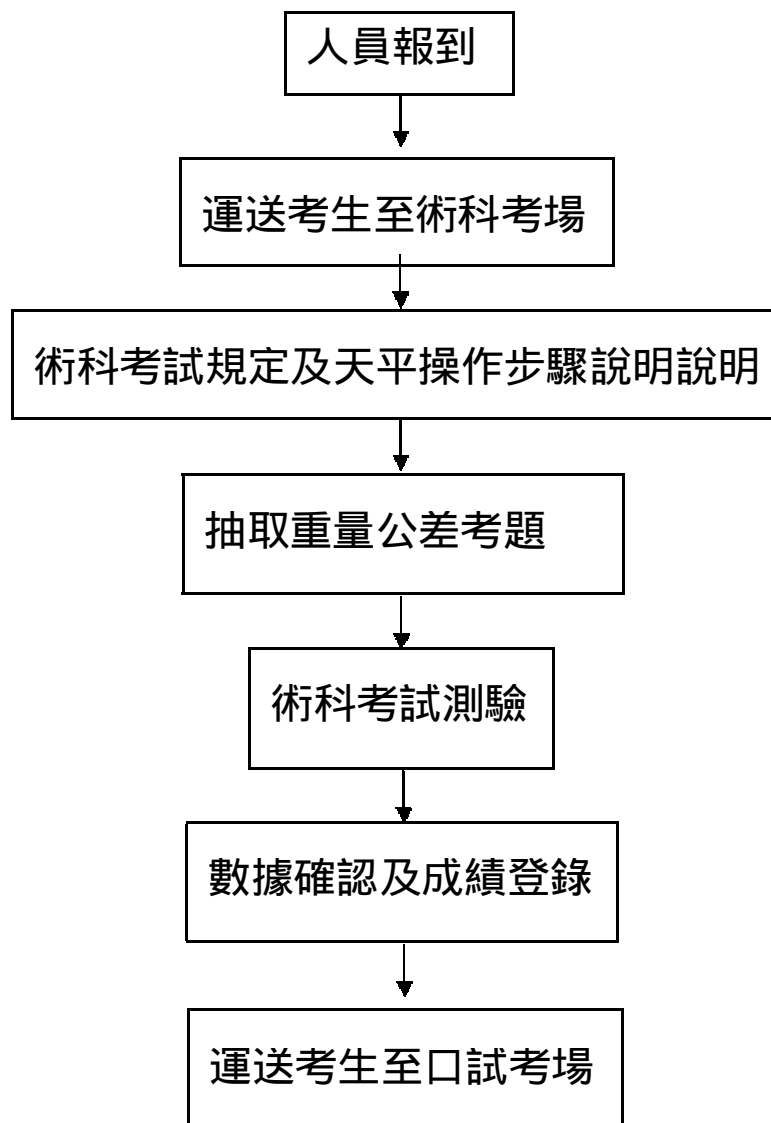 人員報到
運送考生至術科考場
術科考試規定及天平操作步驟說明說明
抽取重量公差考題
術科考試測驗
數據確認及成績登錄
運送考生至口試考場